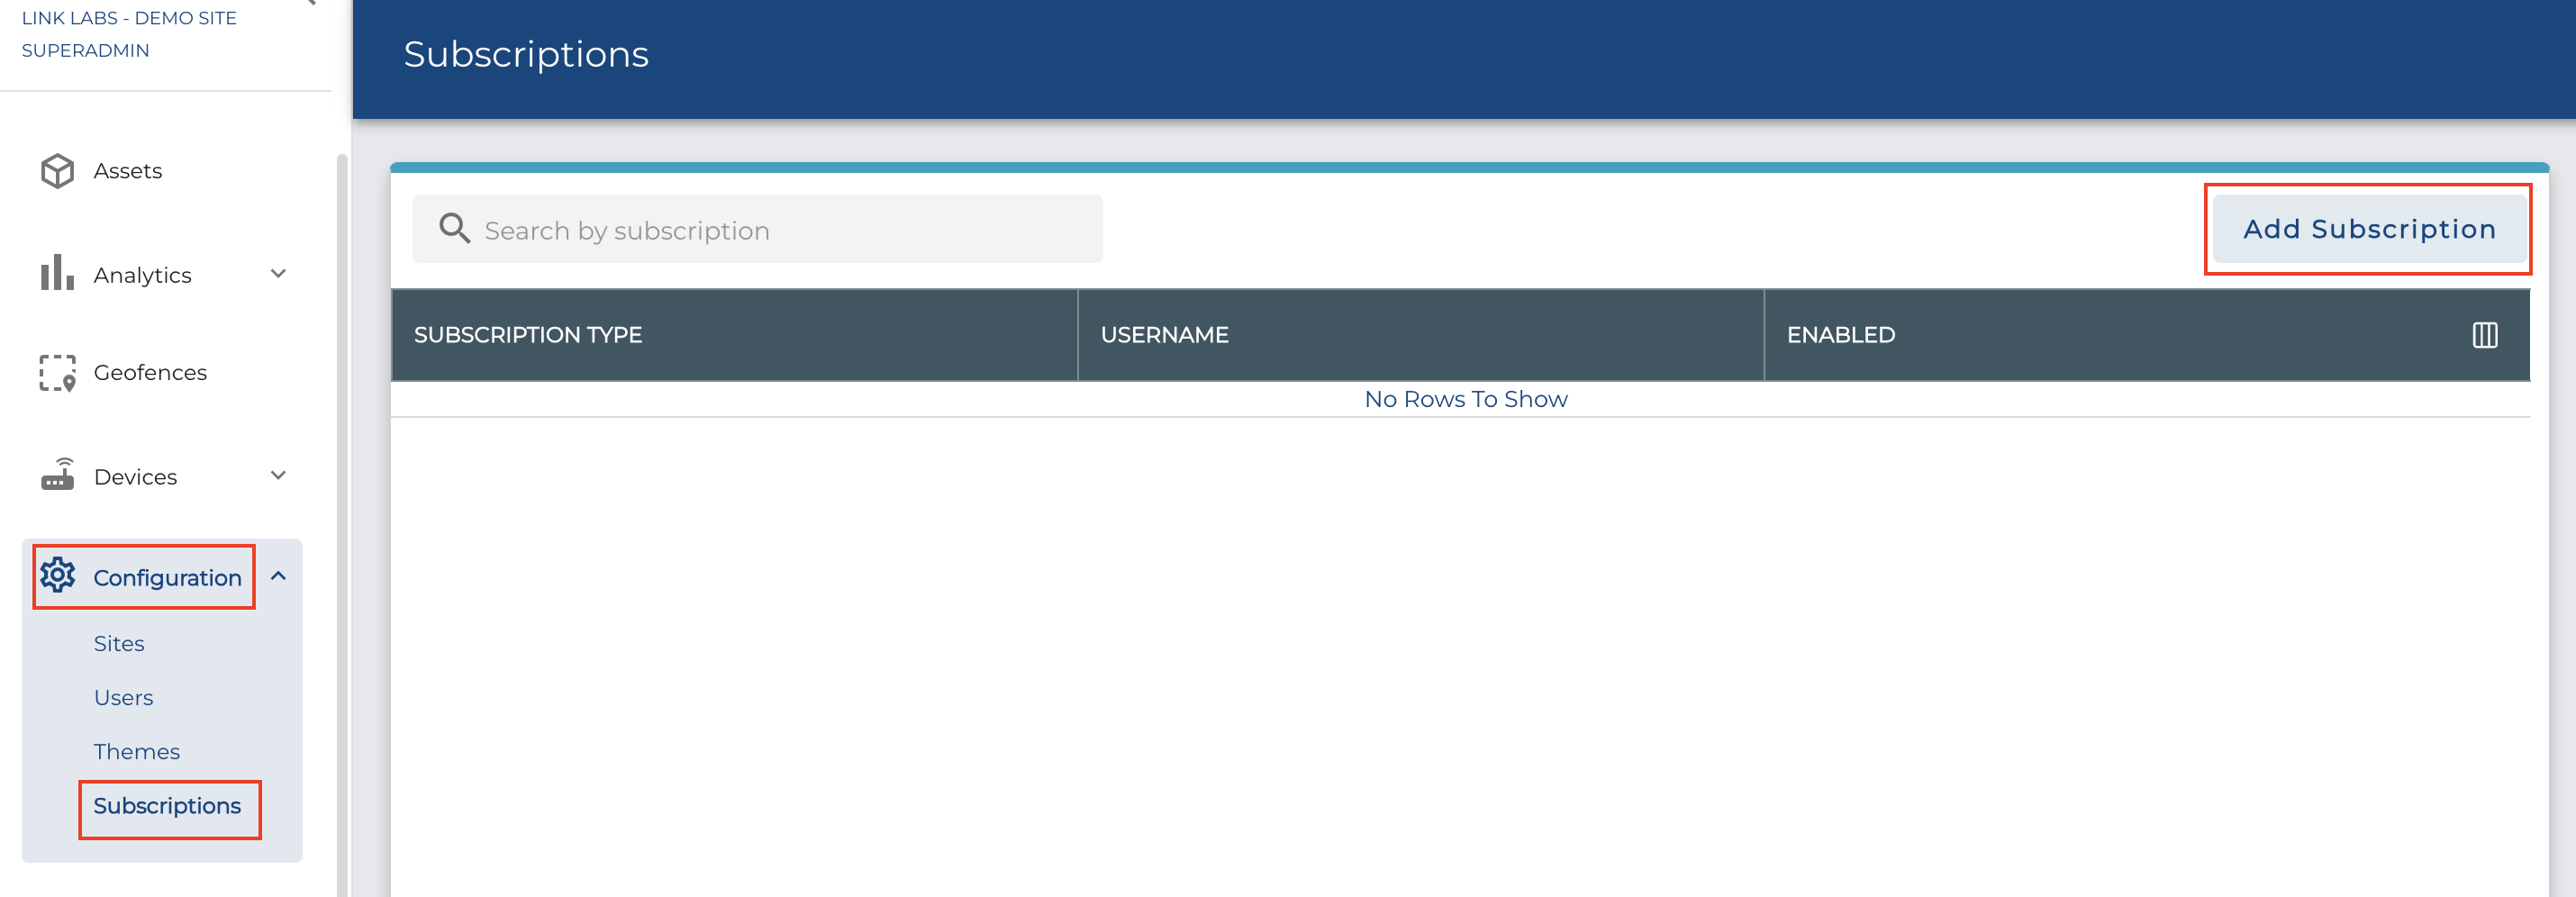 LINK LABS - DEMO SITE
SUPERADMIN
Assets
Analytics
Geofences
Devices
Configuration
Sites
Users
Themes
Subscriptions
Subscriptions
Search by subscription
Add Subscription
SUBSCRIPTION TYPE
USERNAME
ENABLED
No Rows To Show